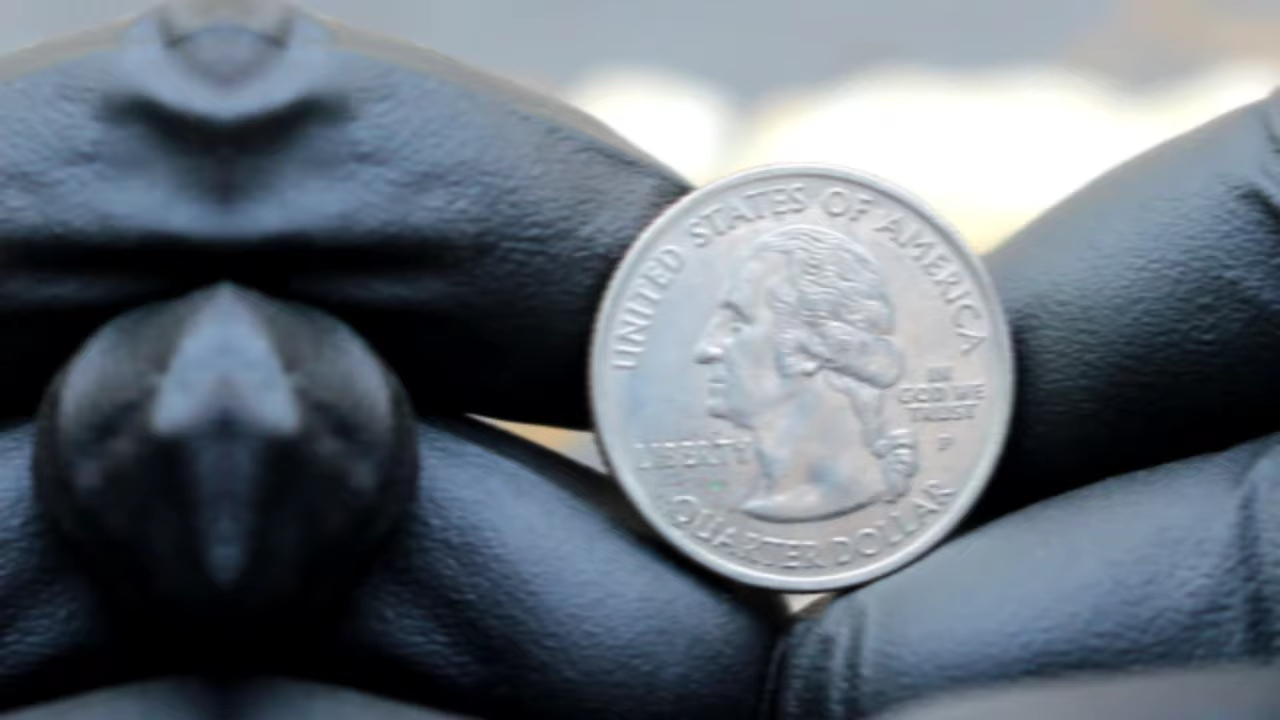 UNITED STATES OF AMERICA
IN
GOD WE
TRUST
P
LIBERTY
QUARTER DOLLAR